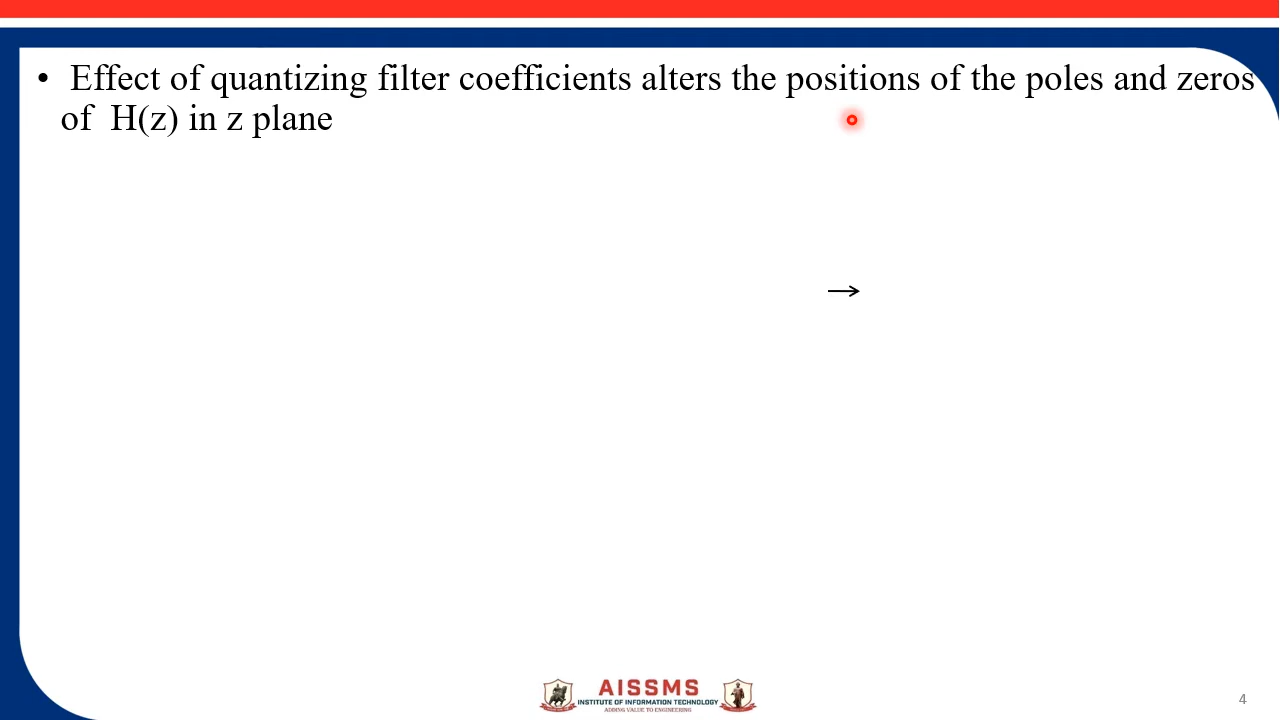 • Effect of quantizing filter coefficients alters the positions of the poles and zeros
of H(z) in z plane
→
AISSMS
INSTITUTE OF INFORMATION TECHNOLOGY
ADDING VALUE TO ENGINEERING
4